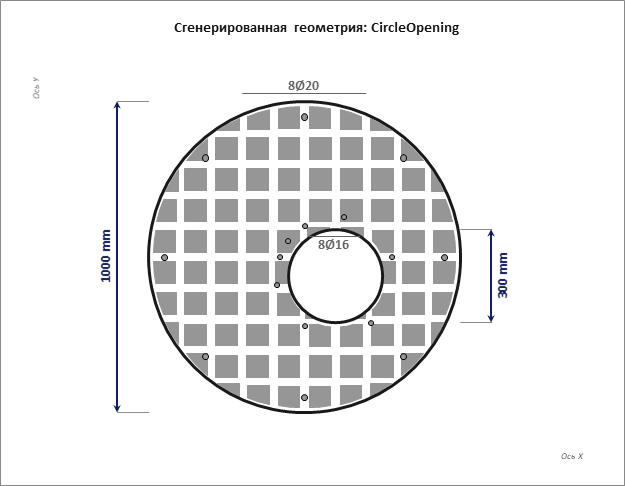 Сгенерированная геометрия: CircleOpening
Ось Y
8Ø20
1000 mm
8Ø16
300 mm
Ось X